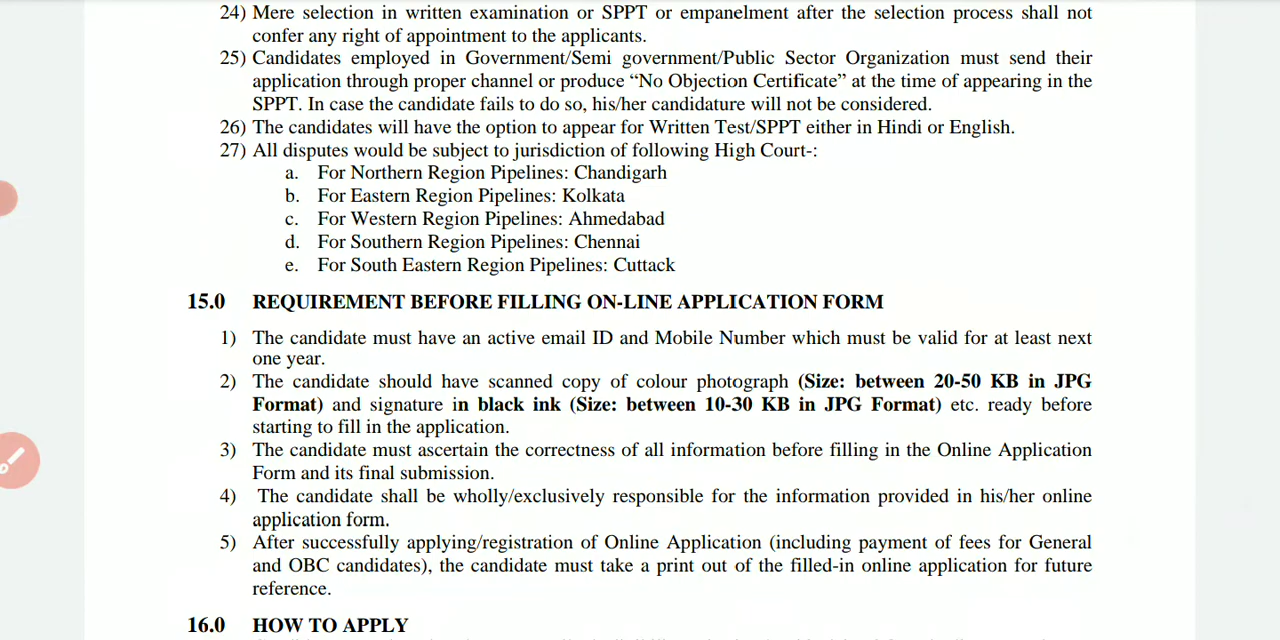 24) Mere selection in written examination or SPPT or empanelment after the selection process shall not
confer any right of appointment to the applicants.
25) Candidates employed in Government/Semi government/Public Sector Organization must send their
application through proper channel or produce “No Objection Certificate” at the time of appearing in the
SPPT. In case the candidate fails to do so, his/her candidature will not be considered.
26) The candidates will have the option to appear for Written Test/SPPT either in Hindi or English.
27) All disputes would be subject to jurisdiction of following High Court-:
a. For Northern Region Pipelines: Chandigarh
b. For Eastern Region Pipelines: Kolkata
c. For Western Region Pipelines: Ahmedabad
d. For Southern Region Pipelines: Chennai
e. For South Eastern Region Pipelines: Cuttack
15.0 REQUIREMENT BEFORE FILLING ON-LINE APPLICATION FORM
1) The candidate must have an active email ID and Mobile Number which must be valid for at least next
one year.
2) The candidate should have scanned copy of colour photograph (Size: between 20-50 KB in JPG
Format) and signature in black ink (Size: between 10-30 KB in JPG Format) etc. ready before
starting to fill in the application.
3) The candidate must ascertain the correctness of all information before filling in the Online Application
Form and its final submission.
4) The candidate shall be wholly/exclusively responsible for the information provided in his/her online
application form.
5) After successfully applying/registration of Online Application (including payment of fees for General
and OBC candidates), the candidate must take a print out of the filled-in online application for future
reference.
16.0 HOW TO APPLY